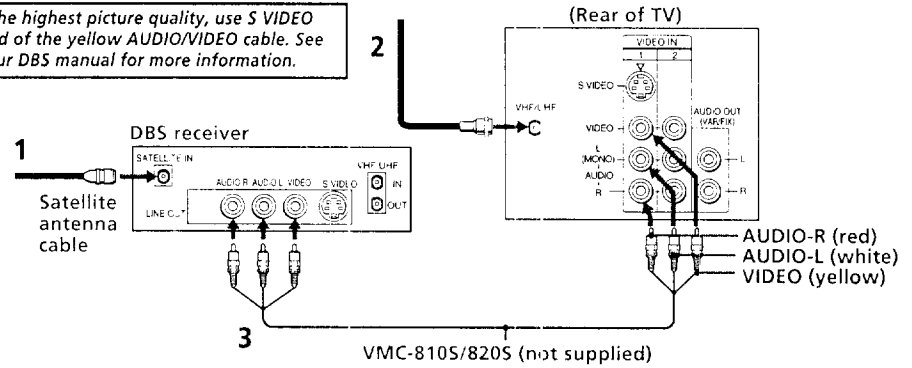 he highest picture quality, use S VIDEO
d of the yellow AUDIO/VIDEO cable. See
ur DBS manual for more information.
2
(Rear of TV)
VIDEO IN
1 2
S VIDEO
VHF/UHF
AUDIO OUT
(VAR/FIX)
VIDEO
L
(MONO)
AUDIO
R
L
R
1
DBS receiver
SATELLITE IN
VHF UHF
AUDIO R AUDIO L VIDEO S VIDEO
IN
OUT
LINE OUT
Satellite
antenna
cable
AUDIO-R (red)
AUDIO-L (white)
VIDEO (yellow)
3
VMC-810S/820S (not supplied)